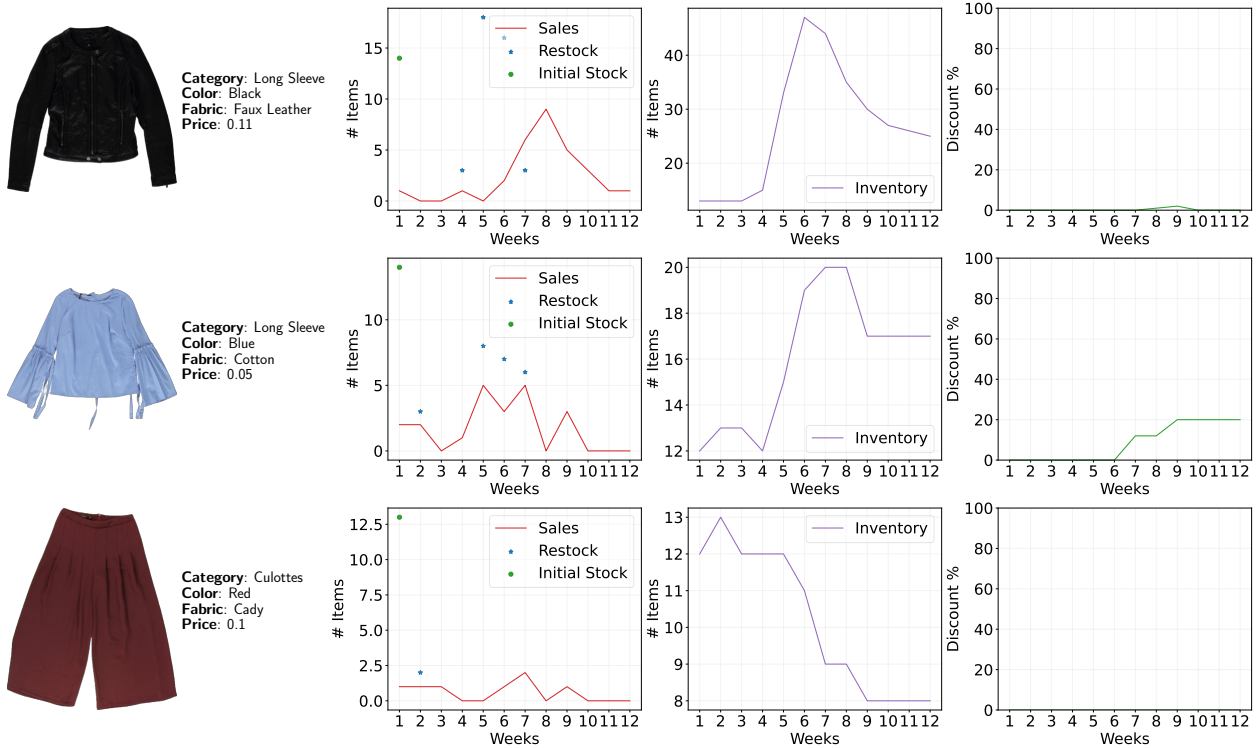 Category: Long Sleeve
Color: Black
Fabric: Faux Leather
Price: 0.11
# Items
15
10
5
0
Sales
Restock
Initial Stock
1 2 3 4 5 6 7 8 9 10 11 12
Weeks
# Items
40
30
20
Inventory
1 2 3 4 5 6 7 8 9 10 11 12
Weeks
Discount %
100
80
60
40
20
0
1 2 3 4 5 6 7 8 9 10 11 12
Weeks
Category: Long Sleeve
Color: Blue
Fabric: Cotton
Price: 0.05
# Items
10
5
0
Sales
Restock
Initial Stock
1 2 3 4 5 6 7 8 9 10 11 12
Weeks
# Items
20
18
16
14
12
Inventory
1 2 3 4 5 6 7 8 9 10 11 12
Weeks
Discount %
100
80
60
40
20
0
1 2 3 4 5 6 7 8 9 10 11 12
Weeks
Category: Culottes
Color: Red
Fabric: Cady
Price: 0.1
# Items
12.5
10.0
7.5
5.0
2.5
0.0
Sales
Restock
Initial Stock
1 2 3 4 5 6 7 8 9 10 11 12
Weeks
# Items
13
12
11
10
9
8
Inventory
1 2 3 4 5 6 7 8 9 10 11 12
Weeks
Discount %
100
80
60
40
20
0
1 2 3 4 5 6 7 8 9 10 11 12
Weeks